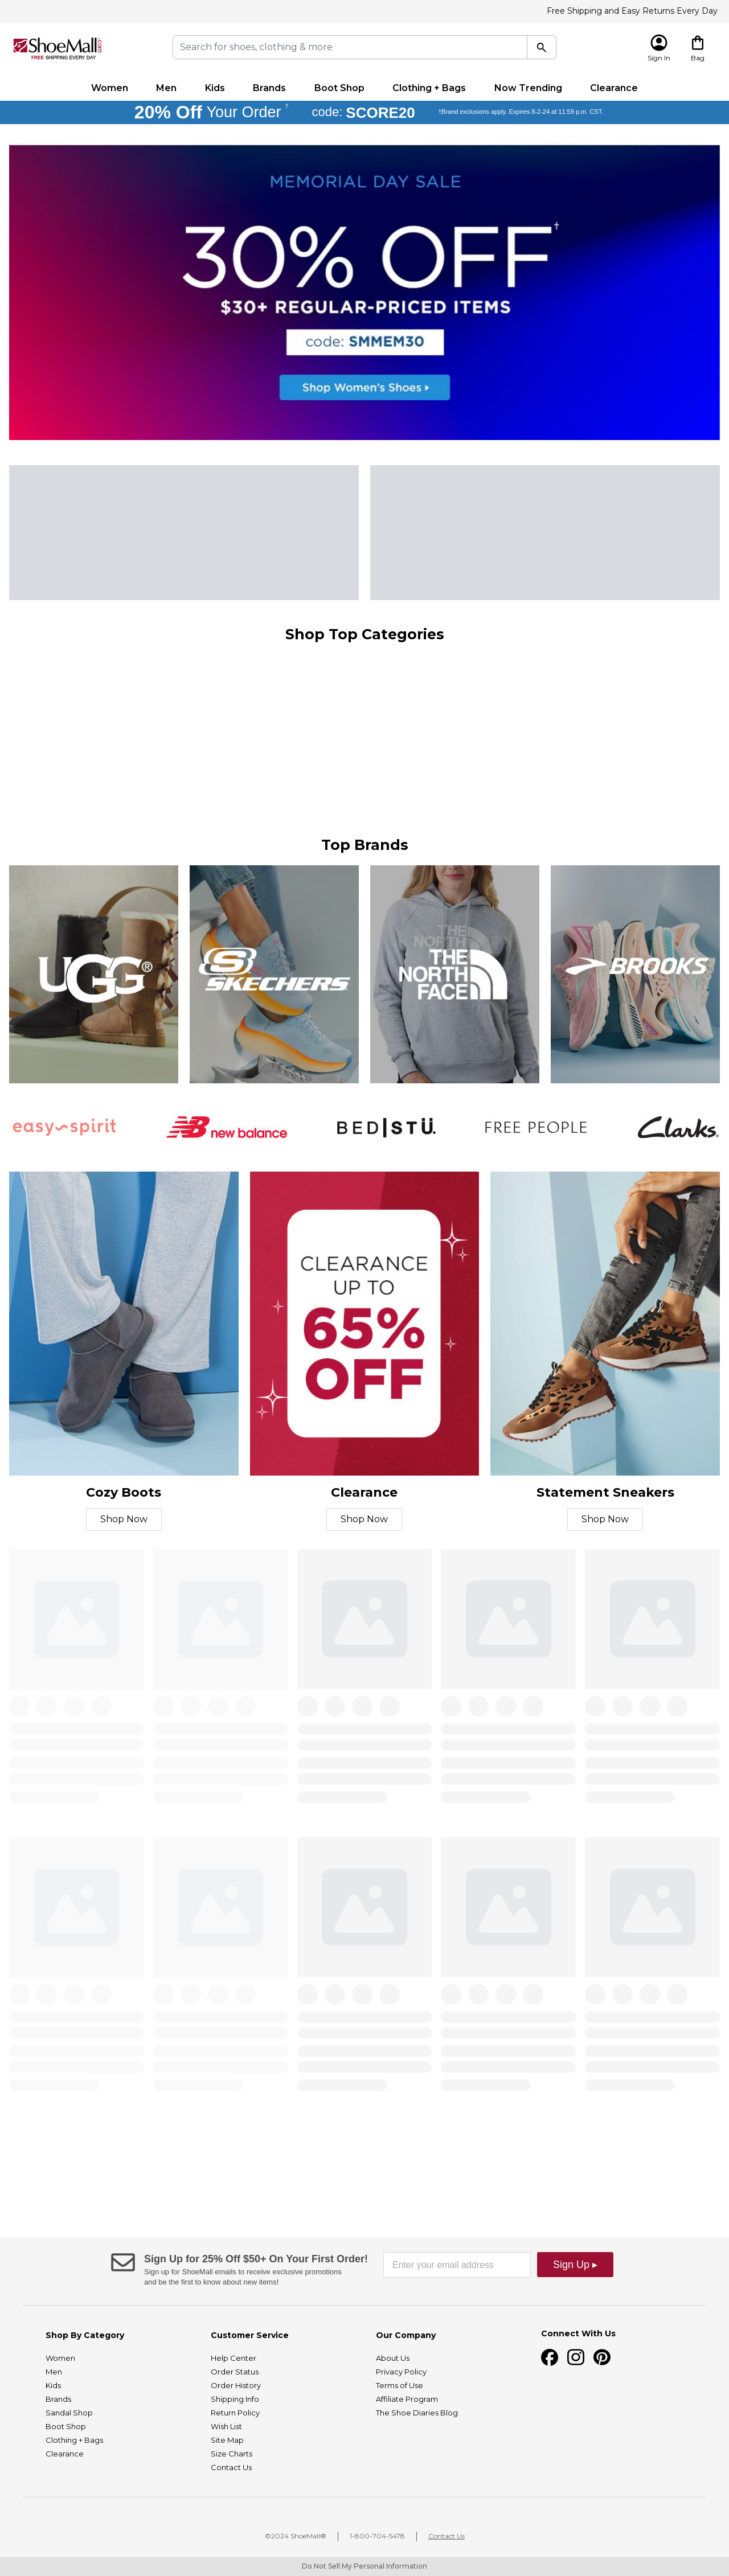 Free Shipping and Easy Returns Every Day
ShoeMall.com
FREE SHIPPING EVERY DAY
Search for shoes, clothing & more
Sign In
Bag
Women
Men
Kids
Brands
Boot Shop
Clothing + Bags
Now Trending
Clearance
20% Off Your Order †
code: SCORE20
†Brand exclusions apply. Expires 8-2-24 at 11:59 p.m. CST.
MEMORIAL DAY SALE
30% OFF†
$30+ REGULAR-PRICED ITEMS
code: SMMEM30
Shop Women's Shoes
Shop Top Categories
Top Brands
UGG®
SKECHERS
THE NORTH
THE
NORTH
FACE
BROOKS
easy spirit
new balance
BED|STÜ.
FREE PEOPLE
Clarks
CLEARANCE
UP TO
65%
OFF
Cozy Boots
Clearance
Statement Sneakers
Shop Now
Shop Now
Shop Now
Sign Up for 25% Off $50+ On Your First Order!
Sign up for ShoeMall emails to receive exclusive promotions
and be the first to know about new items!
Enter your email address
Sign Up ▸
Shop By Category
Women
Men
Kids
Brands
Sandal Shop
Boot Shop
Clothing + Bags
Clearance
Customer Service
Help Center
Order Status
Order History
Shipping Info
Return Policy
Wish List
Site Map
Size Charts
Contact Us
Our Company
About Us
Privacy Policy
Terms of Use
Affiliate Program
The Shoe Diaries Blog
Connect With Us
©2024 ShoeMall®
1-800-704-5478
Contact Us
Do Not Sell My Personal Information